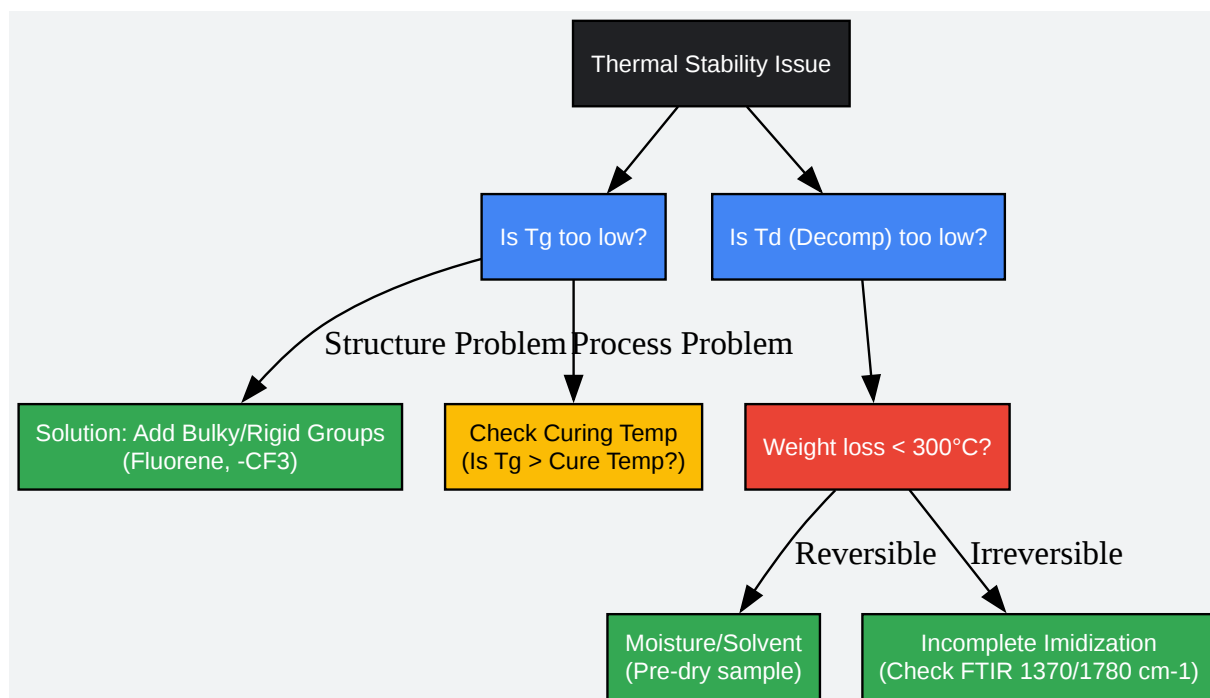 Thermal Stability Issue
Is Tg too low?
Is Td (Decomp) too low?
Structure Problem
Process Problem
Solution: Add Bulky/Rigid Groups
(Fluorene, -CF3)
Check Curing Temp
(Is Tg > Cure Temp?)
Weight loss < 300°C?
Reversible
Irreversible
Moisture/Solvent
(Pre-dry sample)
Incomplete Imidization
(Check FTIR 1370/1780 cm-1)